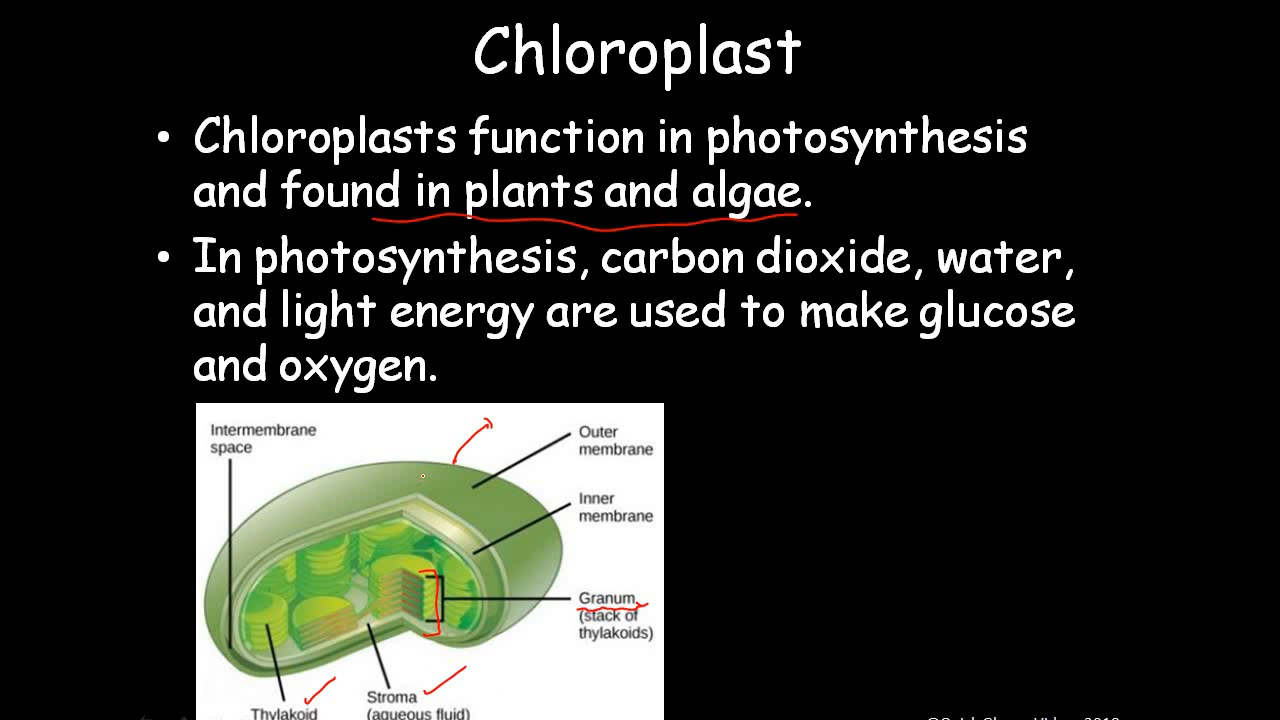 Chloroplast
• Chloroplasts function in photosynthesis
and found in plants and algae.
• In photosynthesis, carbon dioxide, water,
and light energy are used to make glucose
and oxygen.
Intermembrane
space
Outer
membrane
Inner
membrane
Granum
(stack of
thylakoids)
Stroma
(aqueous fluid)
Thylakoid